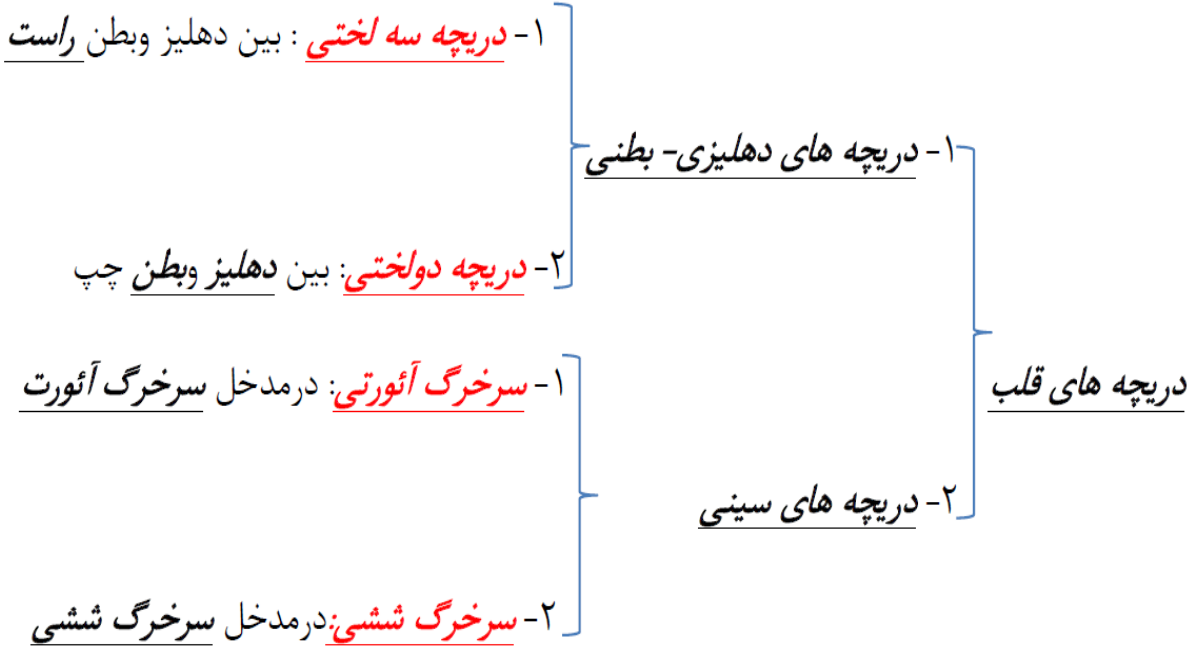 ۱- دریچه سه لختی : بین دهلیز وبطن راست
۱- دریچه های دهلیزی- بطنی
۲- دریچه دولختی: بین دهلیز وبطن چپ
۱- سرخرگ آئورتی: درمدخل سرخرگ آئورت
دریچه های قلب
۲- دریچه های سینی
۲- سرخرگ ششی:درمدخل سرخرگ ششی